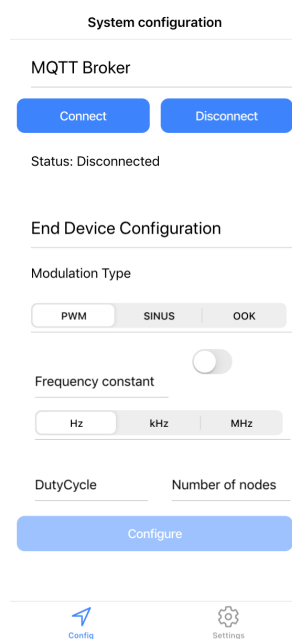 System configuration
MQTT Broker
Connect Disconnect
Status: Disconnected
End Device Configuration
Modulation Type
PWM SINUS OOK
Frequency constant
Hz kHz MHz
DutyCycle Number of nodes
Configure
Config Settings